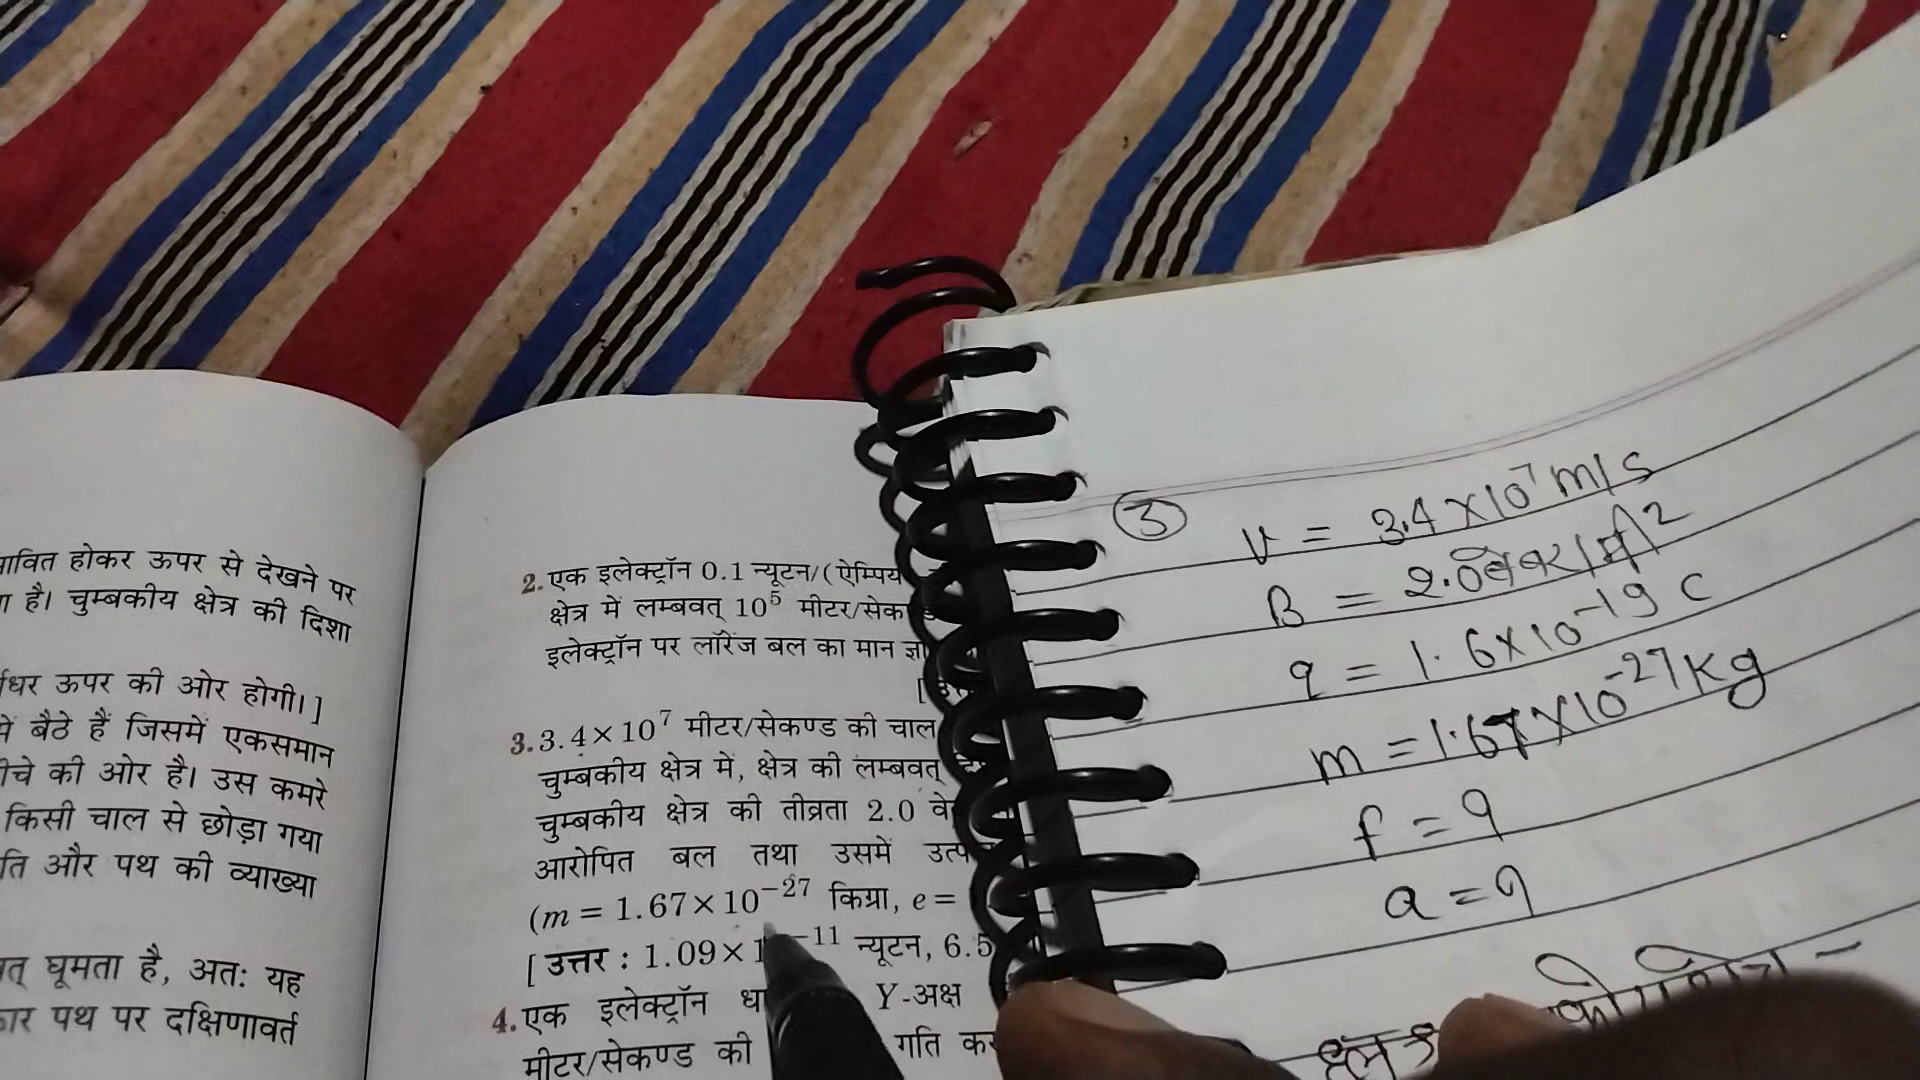 होकर ऊपर से देखने पर
है। चुम्बकीय क्षेत्र की दिशा
ऊपर की ओर होगी।]
बैठे हैं जिसमें एकसमान
की ओर है। उस कमरे
किसी चाल से छोड़ा गया
और पथ की व्याख्या
घूमता है, अतः यह
पथ पर दक्षिणावर्त
2. एक इलेक्ट्रॉन 0.1 न्यूटन/(
क्षेत्र में लम्बवत् 10⁵ मीटर/
इलेक्ट्रॉन पर लॉरेंज बल का मान
3. 3.4×10⁷ मीटर/सेकण्ड की चाल
चुम्बकीय क्षेत्र में, क्षेत्र की लम्बवत्
चुम्बकीय क्षेत्र की तीव्रता 2.0
आरोपित बल तथा उसमें
(m = 1.67×10⁻²⁷ किग्रा, e =
[उत्तर : 1.09×1 ⁻¹¹ न्यूटन, 6.5
4. एक इलेक्ट्रॉन Y-अक्ष
मीटर/सेकण्ड की गति
③ v = 3.4×10⁷ m/s
B = 2.0 वेबर/मी²
q = 1.6×10⁻¹⁹ C
m = 1.67×10⁻²⁷ kg
f = ?
a = ?